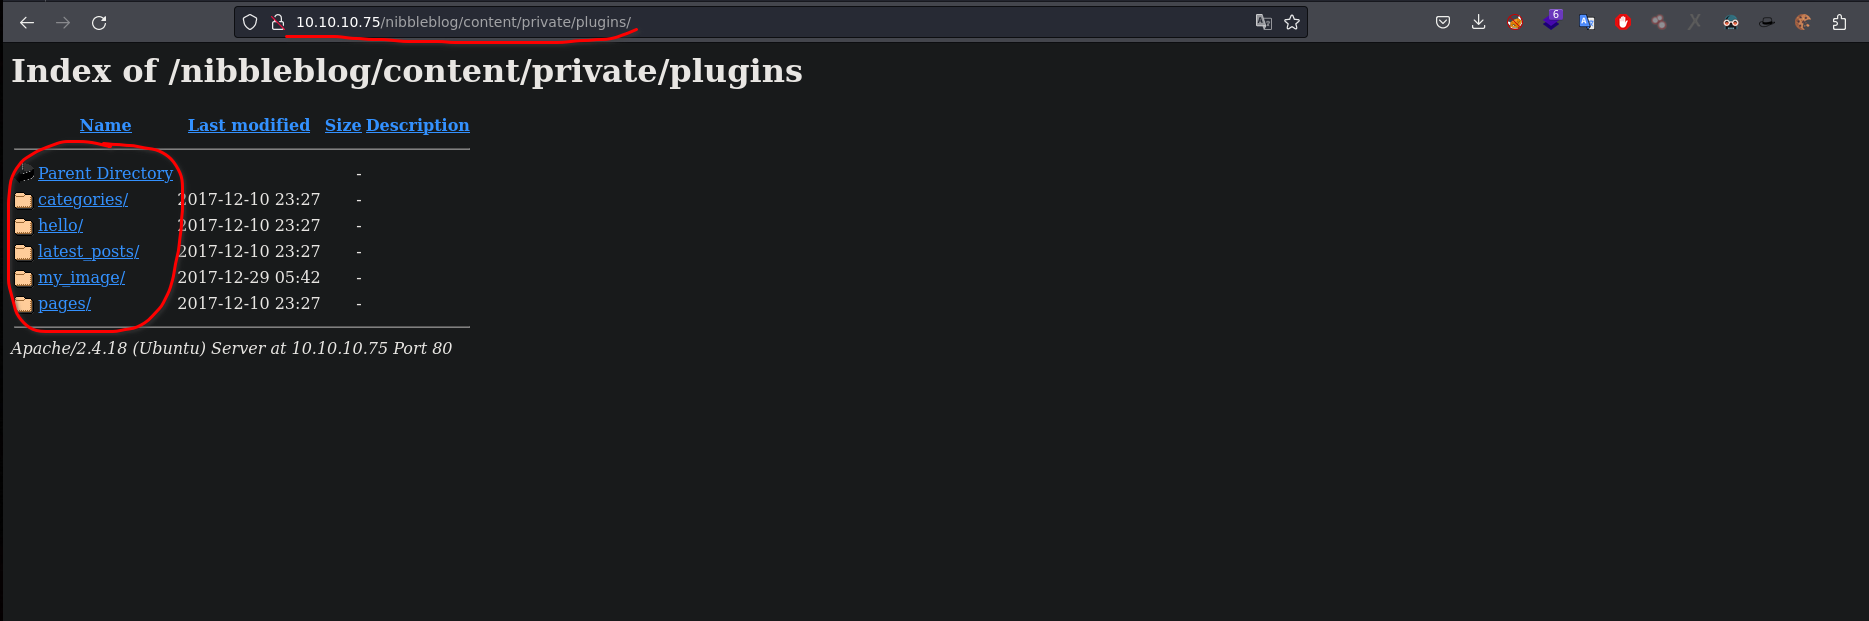 10.10.10.75/nibbleblog/content/private/plugins/
6
Index of /nibbleblog/content/private/plugins
Name Last modified Size Description
Parent Directory -
categories/ 2017-12-10 23:27 -
hello/ 2017-12-10 23:27 -
latest_posts/ 2017-12-10 23:27 -
my_image/ 2017-12-29 05:42 -
pages/ 2017-12-10 23:27 -
Apache/2.4.18 (Ubuntu) Server at 10.10.10.75 Port 80